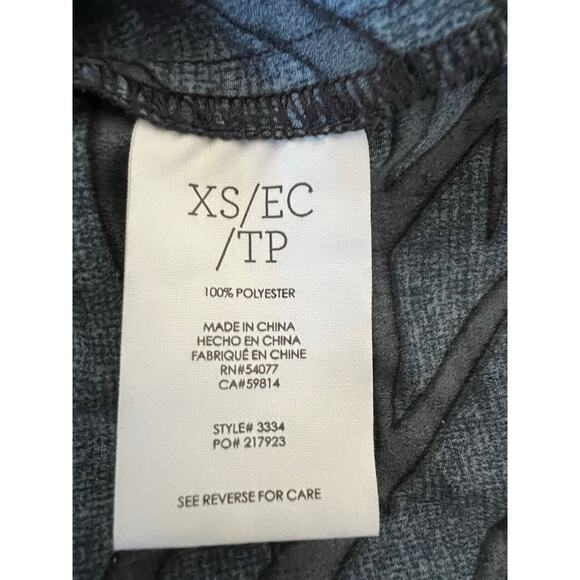 XS/EC
/TP
100% POLYESTER
MADE IN CHINA
HECHO EN CHINA
FABRIQUÉ EN CHINE
RN#54077
CA#59814
STYLE# 3334
PO# 217923
SEE REVERSE FOR CARE